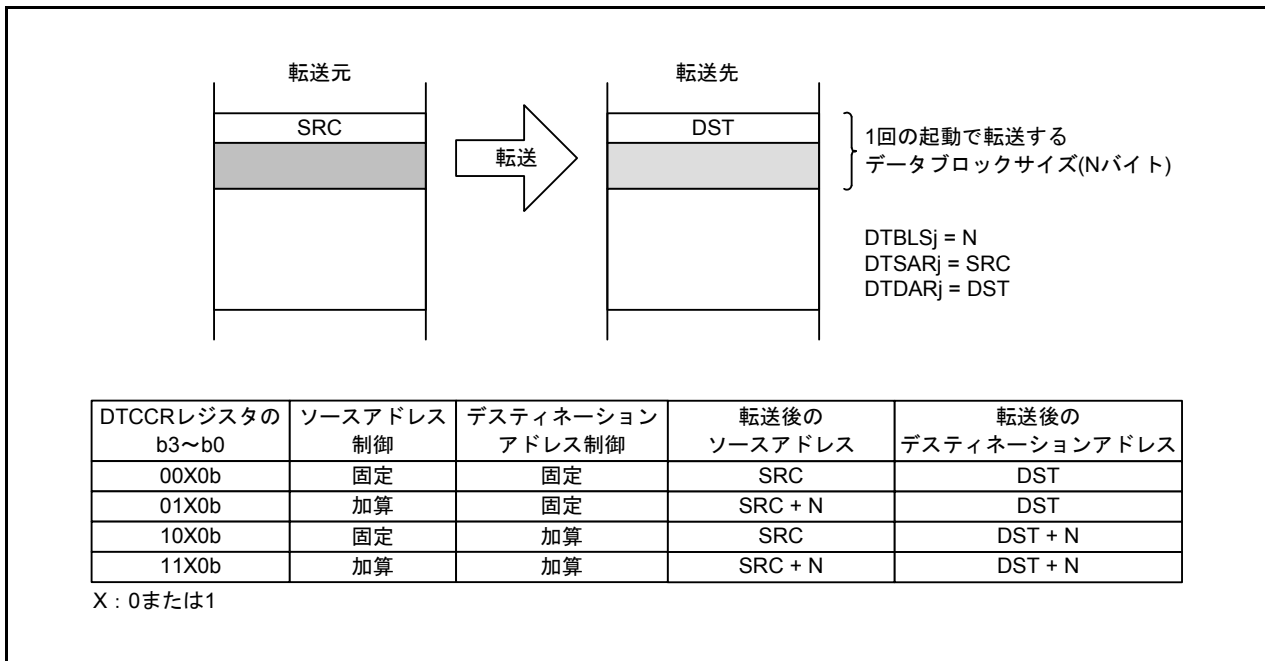 転送元
転送先
SRC
DST
転送
1回の起動で転送する
データブロックサイズ(Nバイト)
DTBLSj = N
DTSARj = SRC
DTDARj = DST
DTCCRレジスタの
b3～b0
ソースアドレス
制御
デスティネーション
アドレス制御
転送後の
ソースアドレス
転送後の
デスティネーションアドレス
00X0b 固定 固定 SRC DST
01X0b 加算 固定 SRC + N DST
10X0b 固定 加算 SRC DST + N
11X0b 加算 加算 SRC + N DST + N
X：0または1